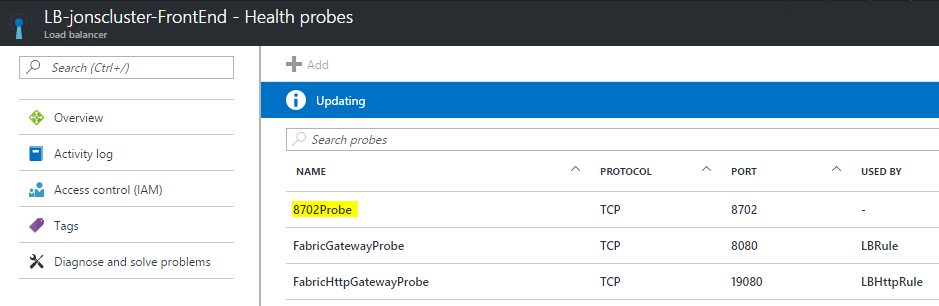 LB-jonscluster-FrontEnd - Health probes
Load balancer
Search (Ctrl+/)
Overview
Activity log
Access control (IAM)
Tags
Diagnose and solve problems
Add
Updating
Search probes
NAME PROTOCOL PORT USED BY
8702Probe TCP 8702 -
FabricGatewayProbe TCP 8080 LBRule
FabricHttpGatewayProbe TCP 19080 LBHttpRule